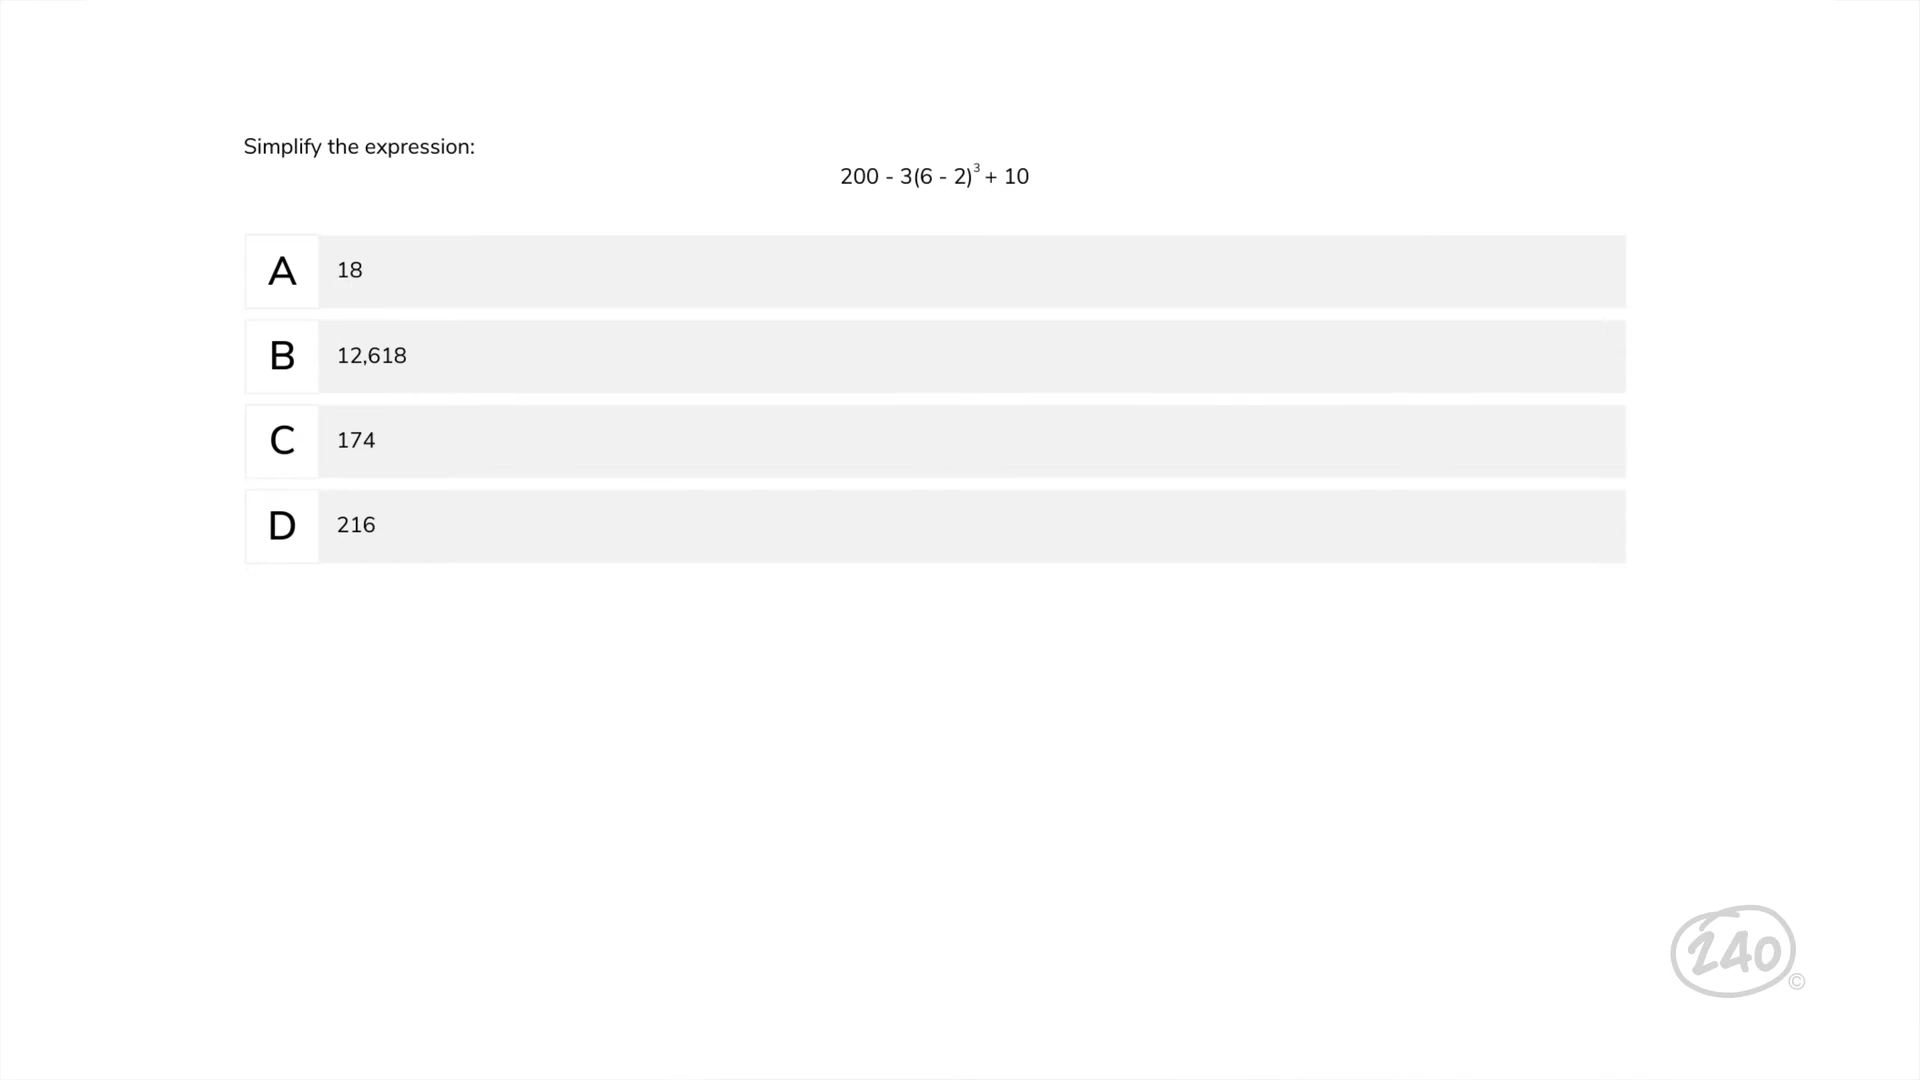 Simplify the expression:
200 - 3(6 - 2)³ + 10
A 18
B 12,618
C 174
D 216
240 ©